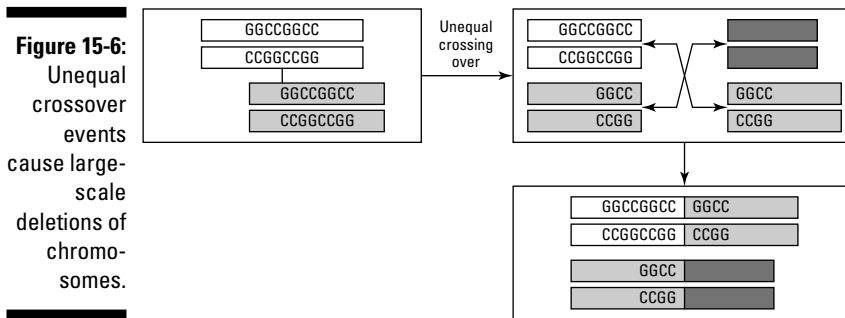 Figure 15-6:
Unequal
crossover
events
cause large-
scale
deletions of
chromo-
somes.
GGCCGGCC
CCGGCCGG
GGCCGGCC
CCGGCCGG
Unequal
crossing
over
GGCCGGCC
CCGGCCGG
GGCC
GGCC
CCGG
CCGG
GGCCGGCC GGCC
CCGGCCGG CCGG
GGCC
CCGG